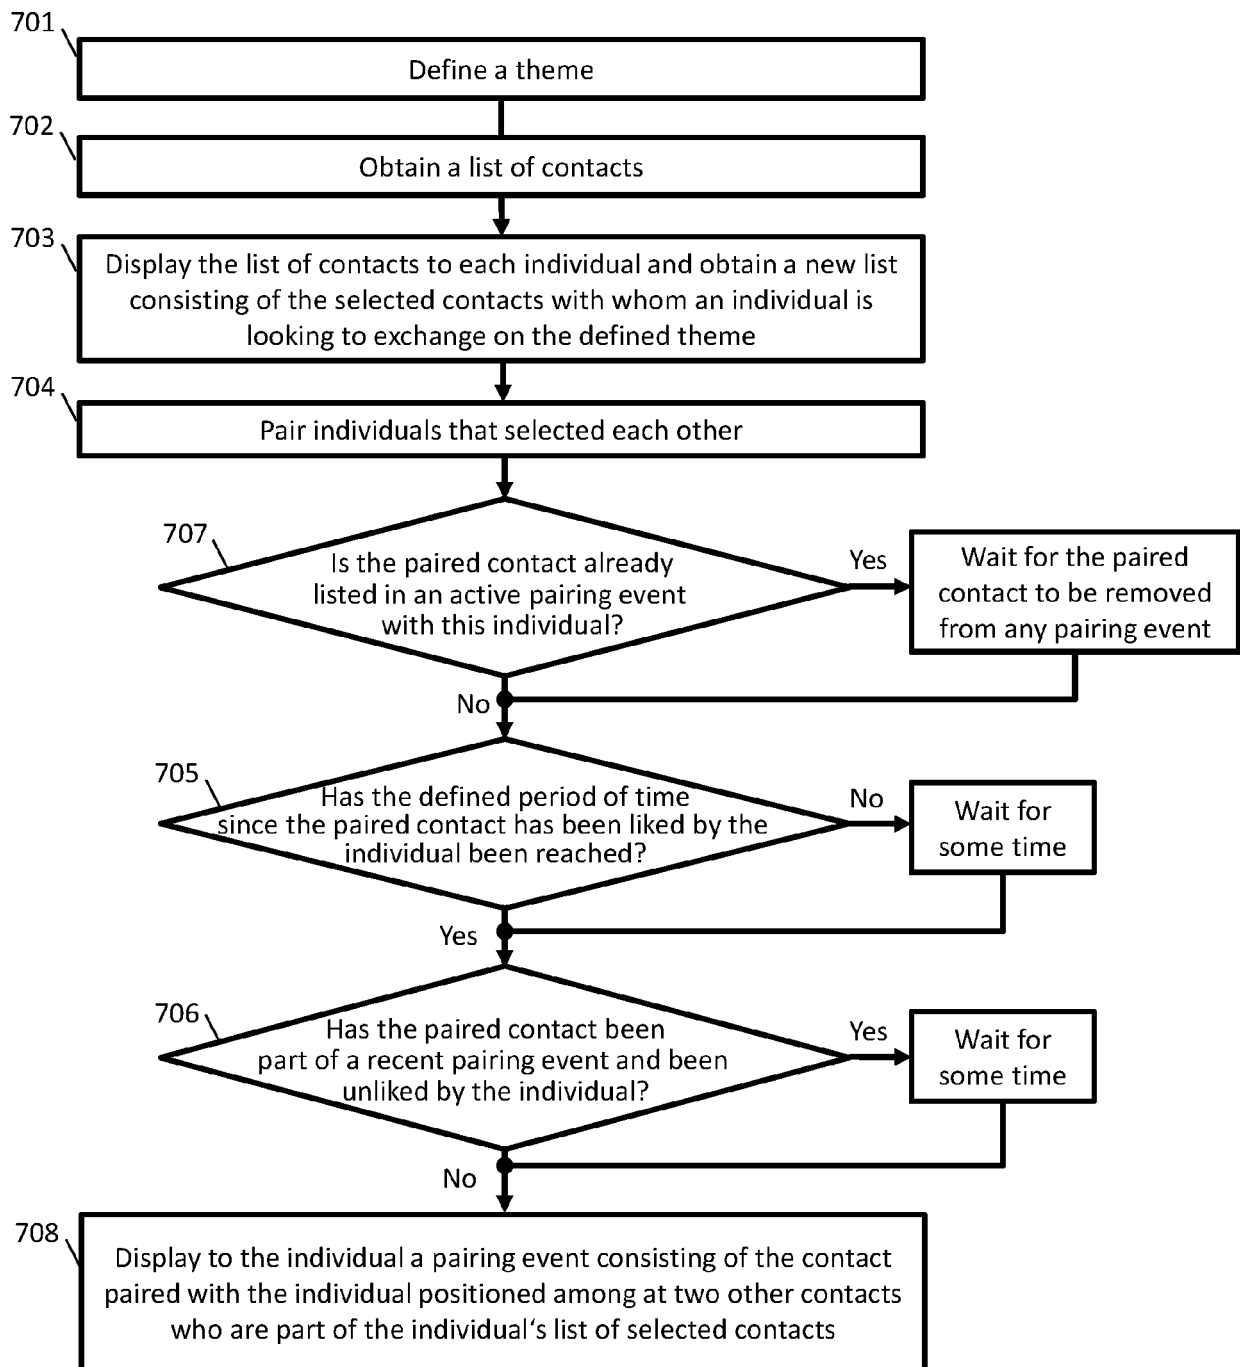 701
Define a theme
702
Obtain a list of contacts
703
Display the list of contacts to each individual and obtain a new list
consisting of the selected contacts with whom an individual is
looking to exchange on the defined theme
704
Pair individuals that selected each other
707
Is the paired contact already
listed in an active pairing event
with this individual?
Yes
Wait for the paired
contact to be removed
from any pairing event
No
705
Has the defined period of time
since the paired contact has been liked by the
individual been reached?
No
Wait for
some time
Yes
706
Has the paired contact been
part of a recent pairing event and been
unliked by the individual?
Yes
Wait for
some time
No
708
Display to the individual a pairing event consisting of the contact
paired with the individual positioned among at two other contacts
who are part of the individual‘s list of selected contacts